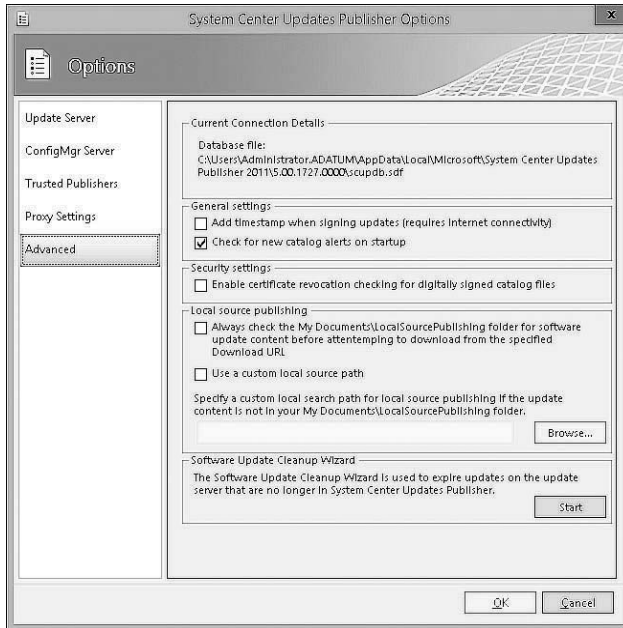 System Center Updates Publisher Options
x
Options
Update Server
ConfigMgr Server
Trusted Publishers
Proxy Settings
Advanced
Current Connection Details
Database file:
C:\Users\Administrator.ADATUM\AppData\Local\Microsoft\System Center Updates
Publisher 2011\5.00.1727.0000\scupdb.sdf
General settings
Add timestamp when signing updates (requires Internet connectivity)
Check for new catalog alerts on startup
Security settings
Enable certificate revocation checking for digitally signed catalog files
Local source publishing
Always check the My Documents\LocalSourcePublishing folder for software
update content before attentemping to download from the specified
Download URL
Use a custom local source path
Specify a custom local search path for local source publishing if the update
content is not in your My Documents\LocalSourcePublishing folder.
Browse...
Software Update Cleanup Wizard
The Software Update Cleanup Wizard is used to expire updates on the update
server that are no longer in System Center Updates Publisher.
Start
OK
Cancel